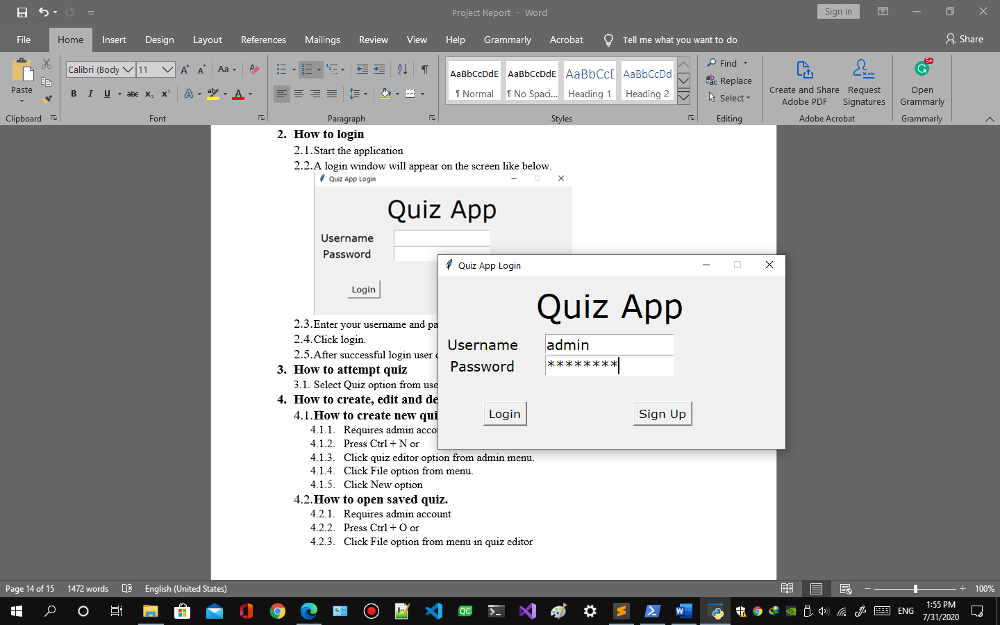 Project Report - Word
Sign in
File Home Insert Design Layout References Mailings Review View Help Grammarly Acrobat Tell me what you want to do Share
Paste
Clipboard
Calibri (Body 11
Aa
B I U abc x₂ x² A A
Font
Paragraph
AaBbCcDdE AaBbCcDdE AaBbCcD AaBbCcDd
¶ Normal ¶ No Spaci... Heading 1 Heading 2
Styles
Find
Replace
Select
Editing
Create and Share Adobe PDF
Request Signatures
Adobe Acrobat
5+
Open Grammarly
Grammarly
2. How to login
2.1. Start the application
2.2. A login window will appear on the screen like below.
Quiz App Login
Quiz App
Username
Password
Login
2.3. Enter your username and pa
2.4. Click login.
2.5. After successful login user
3. How to attempt quiz
3.1. Select Quiz option from use
4. How to create, edit and de
4.1. How to create new qui
4.1.1. Requires admin accou
4.1.2. Press Ctrl + N or
4.1.3. Click quiz editor option from admin menu.
4.1.4. Click File option from menu.
4.1.5. Click New option
4.2. How to open saved quiz.
4.2.1. Requires admin account
4.2.2. Press Ctrl + O or
4.2.3. Click File option from menu in quiz editor
Quiz App Login
Quiz App
Username admin
Password ********
Login Sign Up
Page 14 of 15 1472 words English (United States) 100%
QC
ENG
1:55 PM
7/31/2020